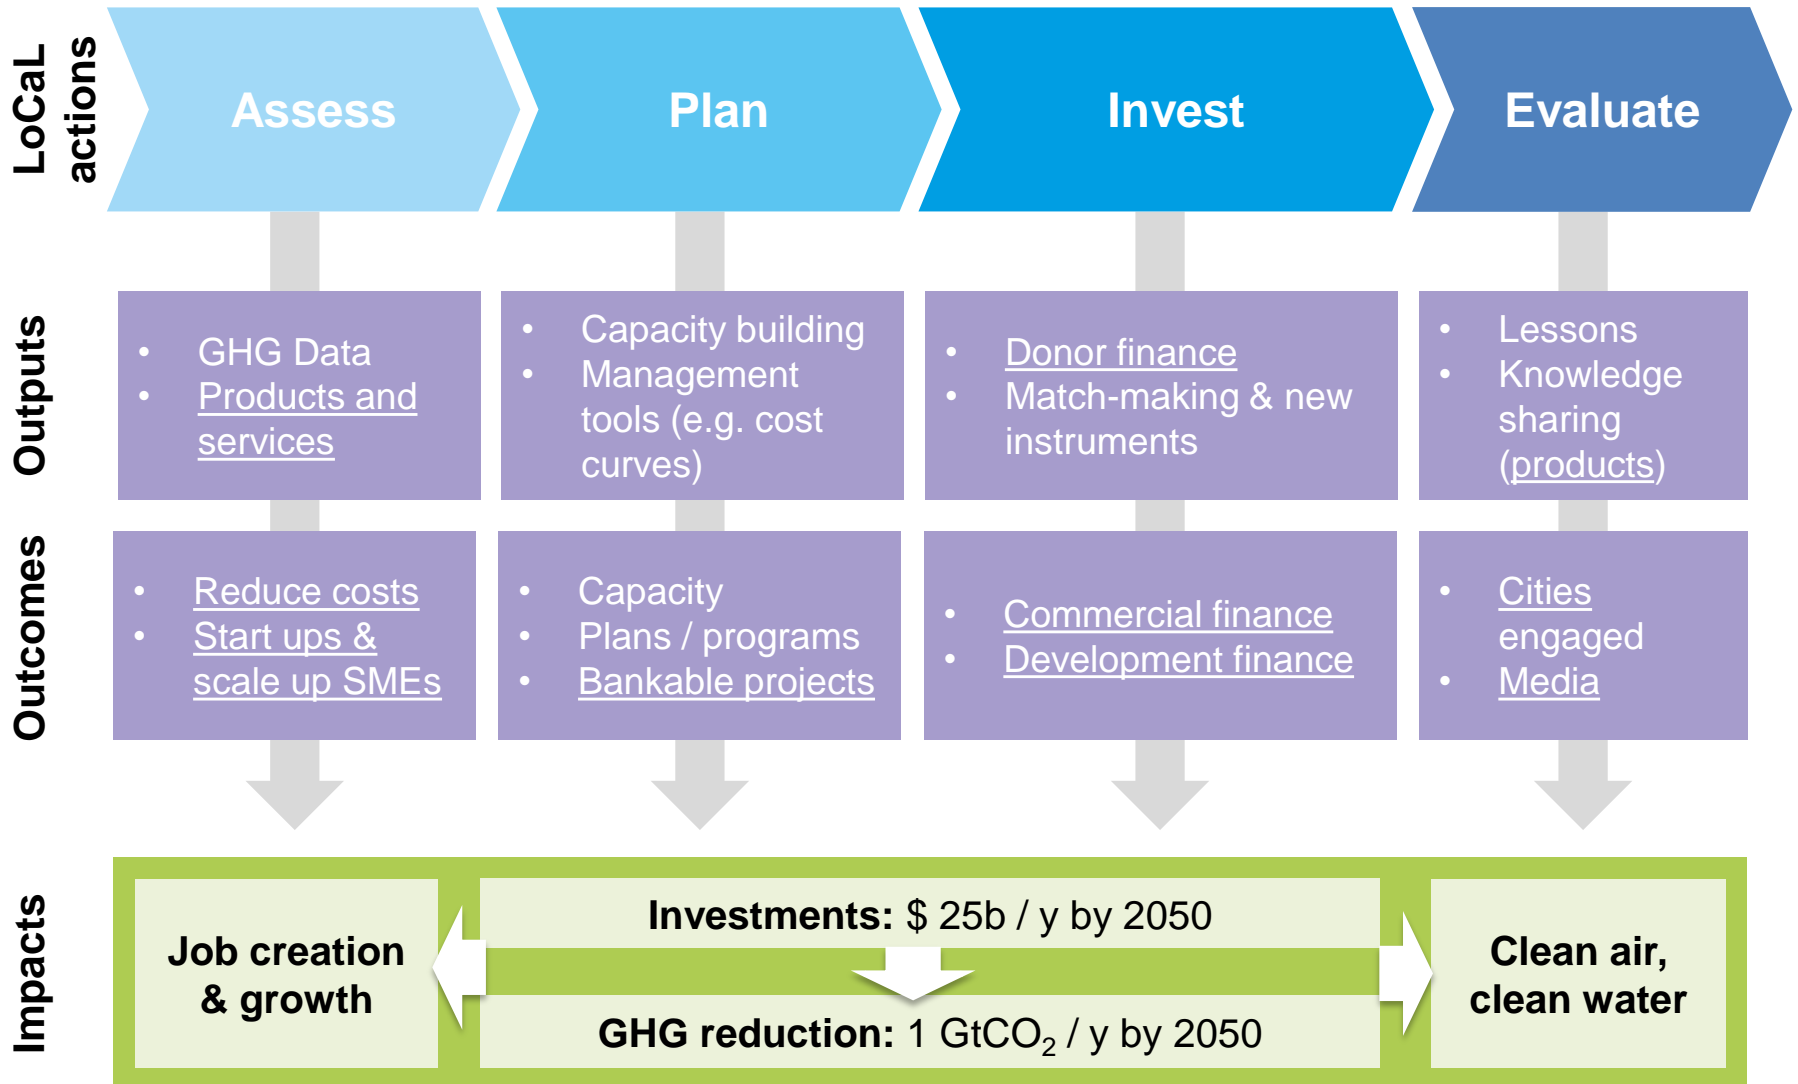 LoCaL
actions
Assess
Plan
Invest
Evaluate
Outputs
• GHG Data
• Products and
services
• Capacity building
• Management
tools (e.g. cost
curves)
• Donor finance
• Match-making & new
instruments
• Lessons
• Knowledge
sharing
(products)
Outcomes
• Reduce costs
• Start ups &
scale up SMEs
• Capacity
• Plans / programs
• Bankable projects
• Commercial finance
• Development finance
• Cities
engaged
• Media
Impacts
Job creation
& growth
Investments: $ 25b / y by 2050
GHG reduction: 1 GtCO₂ / y by 2050
Clean air,
clean water